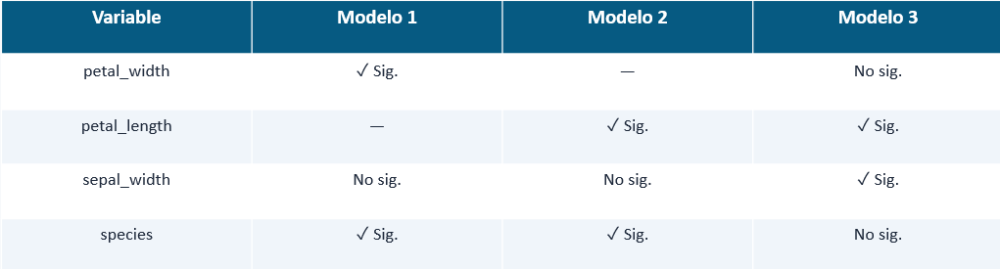 Variable Modelo 1 Modelo 2 Modelo 3
petal_width ✓ Sig. — No sig.
petal_length — ✓ Sig. ✓ Sig.
sepal_width No sig. No sig. ✓ Sig.
species ✓ Sig. ✓ Sig. No sig.